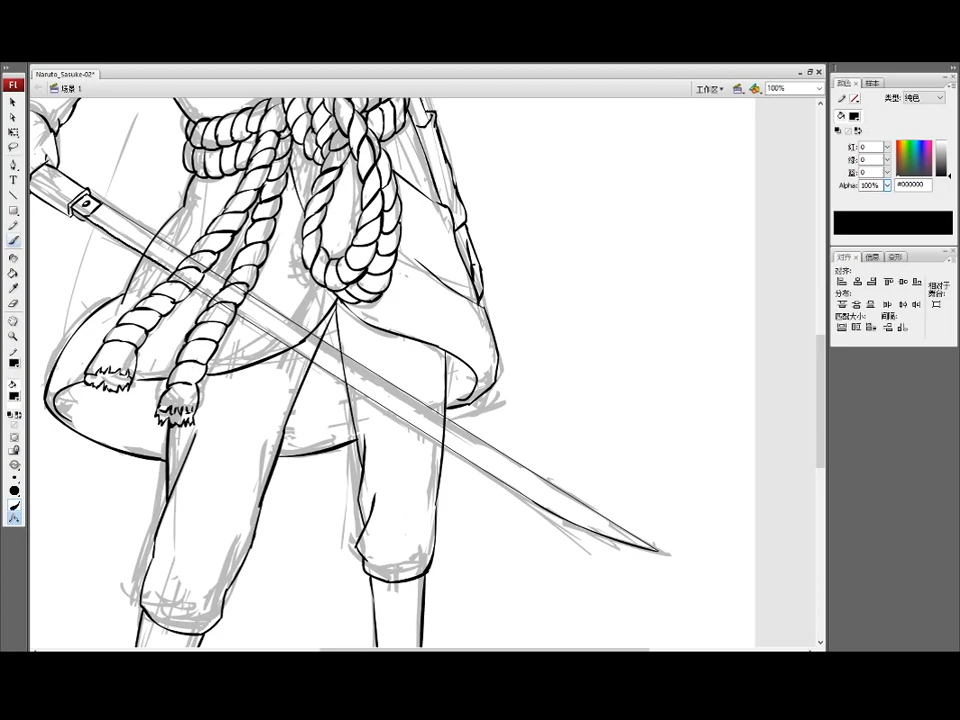 Naruto_Sasuke-02*
Fl
场景 1
工作区▾
100%
颜色 × 样本
类型: 纯色
红: 0
绿: 0
蓝: 0
Alpha: 100%
#000000
对齐 × 信息 变形
对齐:
相对于
舞台:
分布:
匹配大小: 间隔:
T